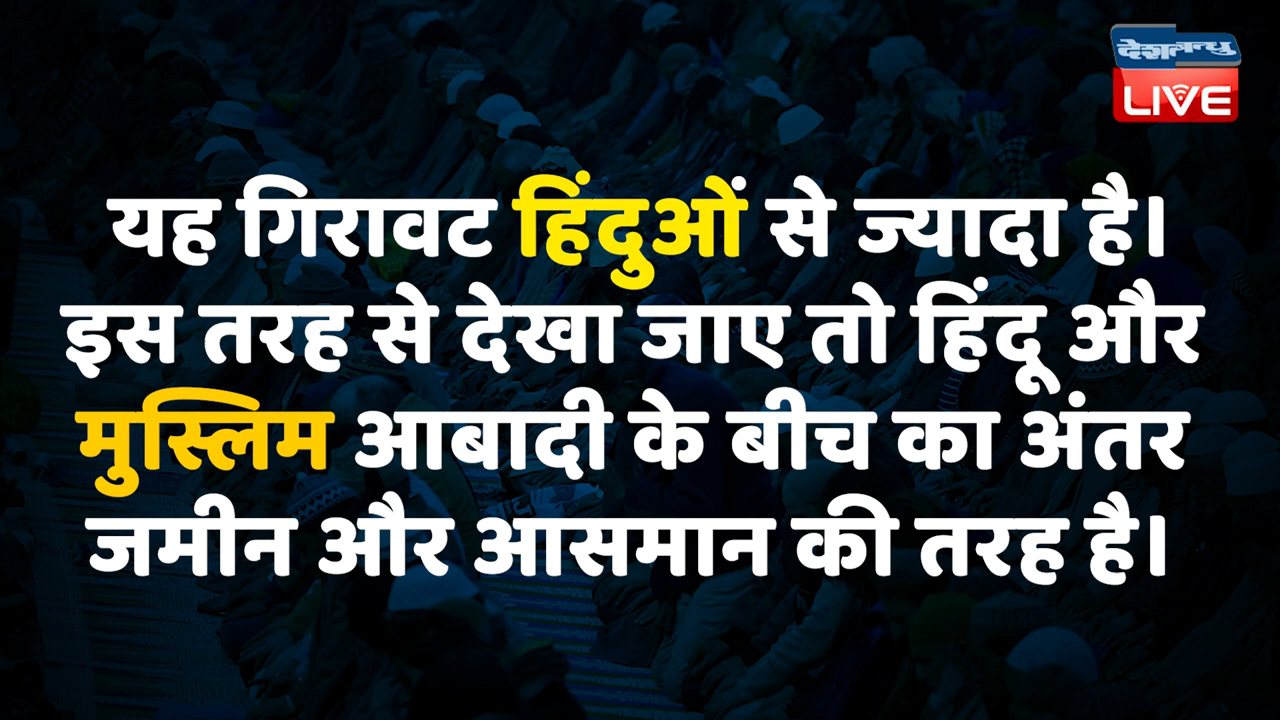 देशबन्धु
LIVE
यह गिरावट हिंदुओं से ज्यादा है।
इस तरह से देखा जाए तो हिंदू और
मुस्लिम आबादी के बीच का अंतर
जमीन और आसमान की तरह है।